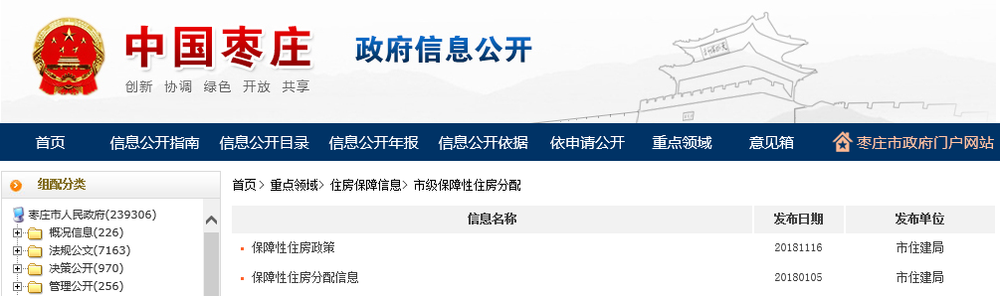 中国枣庄
创新 协调 绿色 开放 共享
政府信息公开
首页 信息公开指南 信息公开目录 信息公开年报 信息公开依据 依申请公开 重点领域 意见箱 枣庄市政府门户网站
组配分类
枣庄市人民政府(239306)
概况信息(226)
法规公文(7163)
决策公开(970)
管理公开(256)
首页> 重点领域> 住房保障信息> 市级保障性住房分配
信息名称 发布日期 发布单位
保障性住房政策 20181116 市住建局
保障性住房分配信息 20180105 市住建局